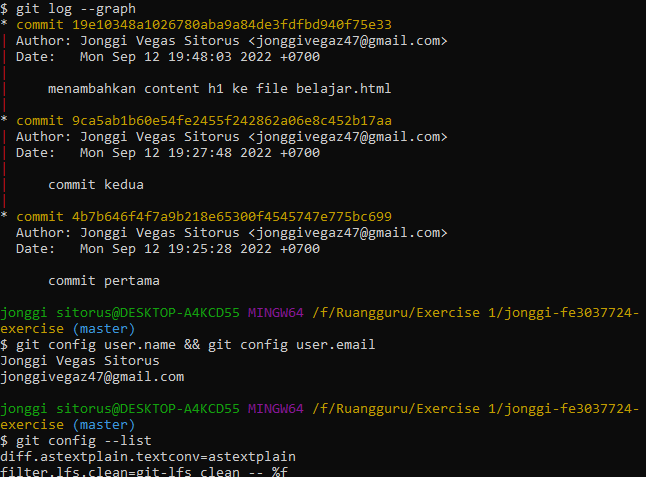 $ git log --graph
* commit 19e10348a1026780aba9a84de3fdfbd940f75e33
| Author: Jonggi Vegas Sitorus <jonggivegaz47@gmail.com>
| Date:   Mon Sep 12 19:48:03 2022 +0700
|
|     menambahkan content h1 ke file belajar.html
|
* commit 9ca5ab1b60e54fe2455f242862a06e8c452b17aa
| Author: Jonggi Vegas Sitorus <jonggivegaz47@gmail.com>
| Date:   Mon Sep 12 19:27:48 2022 +0700
|
|     commit kedua
|
* commit 4b7b646f4f7a9b218e65300f4545747e775bc699
  Author: Jonggi Vegas Sitorus <jonggivegaz47@gmail.com>
  Date:   Mon Sep 12 19:25:28 2022 +0700
      commit pertama
jonggi sitorus@DESKTOP-A4KCD55 MINGW64 /f/Ruangguru/Exercise 1/jonggi-fe3037724-
exercise (master)
$ git config user.name && git config user.email
Jonggi Vegas Sitorus
jonggivegaz47@gmail.com
jonggi sitorus@DESKTOP-A4KCD55 MINGW64 /f/Ruangguru/Exercise 1/jonggi-fe3037724-
exercise (master)
$ git config --list
diff.astextplain.textconv=astextplain
filter.lfs.clean=git-lfs clean -- %f